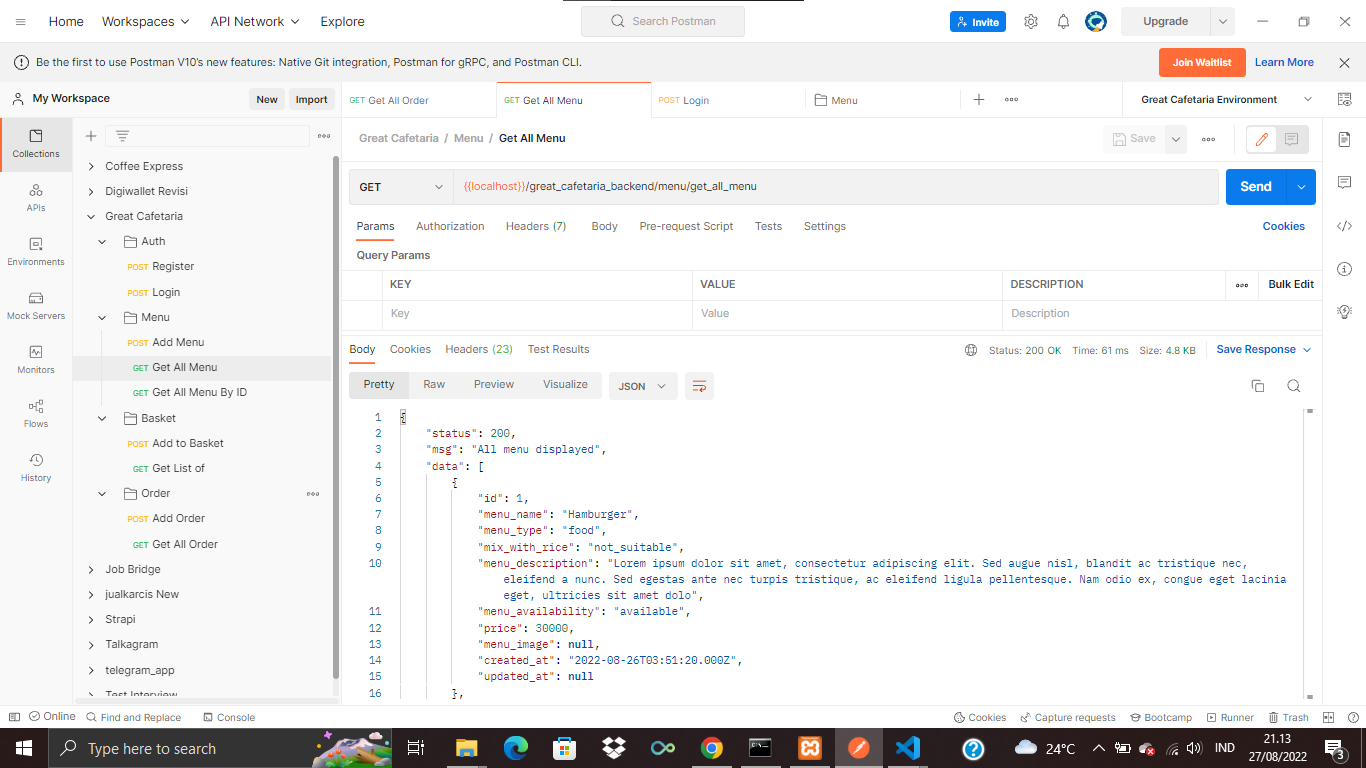 Home Workspaces API Network Explore Search Postman Invite Upgrade
Be the first to use Postman V10's new features: Native Git integration, Postman for gRPC, and Postman CLI. Join Waitlist Learn More
My Workspace New Import
GET Get All Order GET Get All Menu POST Login Menu Great Cafetaria Environment
Collections
APIs
Environments
Mock Servers
Monitors
Flows
History
Coffee Express
Digiwallet Revisi
Great Cafetaria
Auth
POST Register
POST Login
Menu
POST Add Menu
GET Get All Menu
GET Get All Menu By ID
Basket
POST Add to Basket
GET Get List of
Order
POST Add Order
GET Get All Order
Job Bridge
jualkarcis New
Strapi
Talkagram
telegram_app
Test Interview
Great Cafetaria / Menu / Get All Menu Save
GET {{localhost}}/great_cafetaria_backend/menu/get_all_menu Send
Params Authorization Headers (7) Body Pre-request Script Tests Settings Cookies
Query Params
KEY VALUE DESCRIPTION Bulk Edit
Key Value Description
Body Cookies Headers (23) Test Results Status: 200 OK Time: 61 ms Size: 4.8 KB Save Response
Pretty Raw Preview Visualize JSON
1 {
2 "status": 200,
3 "msg": "All menu displayed",
4 "data": [
5 {
6 "id": 1,
7 "menu_name": "Hamburger",
8 "menu_type": "food",
9 "mix_with_rice": "not_suitable",
10 "menu_description": "Lorem ipsum dolor sit amet, consectetur adipiscing elit. Sed augue nisl, blandit ac tristique nec,
eleifend a nunc. Sed egestas ante nec turpis tristique, ac eleifend ligula pellentesque. Nam odio ex, congue eget lacinia
eget, ultricies sit amet dolo",
11 "menu_availability": "available",
12 "price": 30000,
13 "menu_image": null,
14 "created_at": "2022-08-26T03:51:20.000Z",
15 "updated_at": null
16 },
Online Find and Replace Console Cookies Capture requests Bootcamp Runner Trash
Type here to search 24°C IND 21.13
27/08/2022 3